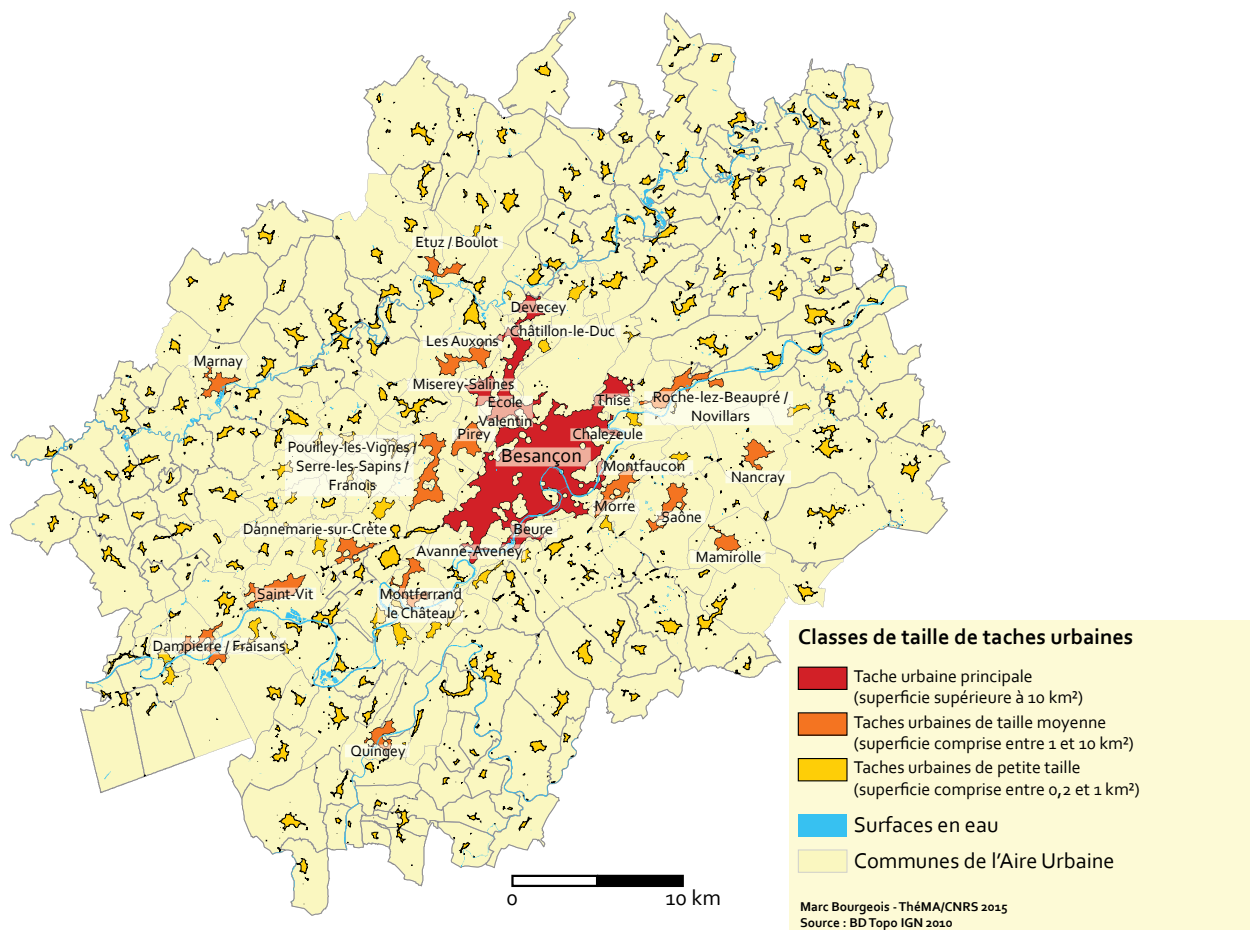 Etuz / Boulot
Devecey
Châtillon-le-Duc
Les Auxons
Marnay
Miserey-Salines
Ecole
Valentin
Thise
Roche-lez-Beaupré /
Novillars
Pirey
Chalezeule
Pouilley-les-Vignes /
Serre-les-Sapins /
Franois
Besançon
Montfaucon
Nancray
Morre
Saône
Dannemarie-sur-Crète
Beure
Avanne-Aveney
Mamirolle
Saint-Vit
Montferrand
le Château
Dampierre / Fraisans
Quingey
Classes de taille de taches urbaines
Tache urbaine principale
(superficie supérieure à 10 km²)
Taches urbaines de taille moyenne
(superficie comprise entre 1 et 10 km²)
Taches urbaines de petite taille
(superficie comprise entre 0,2 et 1 km²)
Surfaces en eau
Communes de l'Aire Urbaine
0 10 km
Marc Bourgeois - ThéMA/CNRS 2015
Source : BD Topo IGN 2010